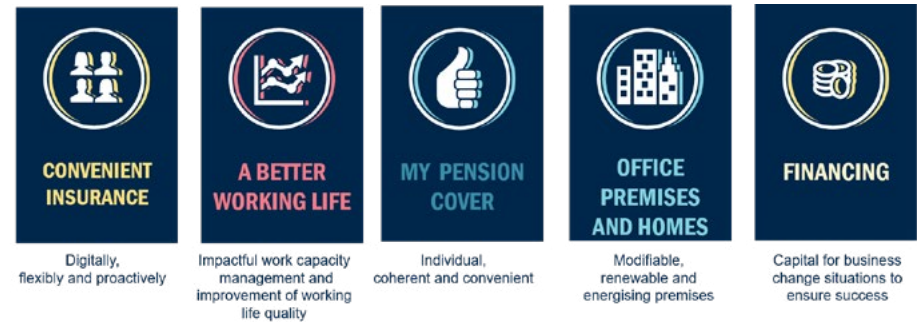 CONVENIENT
INSURANCE
Digitally,
flexibly and proactively
A BETTER
WORKING LIFE
Impactful work capacity
management and
improvement of working
life quality
MY PENSION
COVER
Individual,
coherent and convenient
OFFICE
PREMISES
AND HOMES
Modifiable,
renewable and
energising premises
FINANCING
Capital for business
change situations to
ensure success